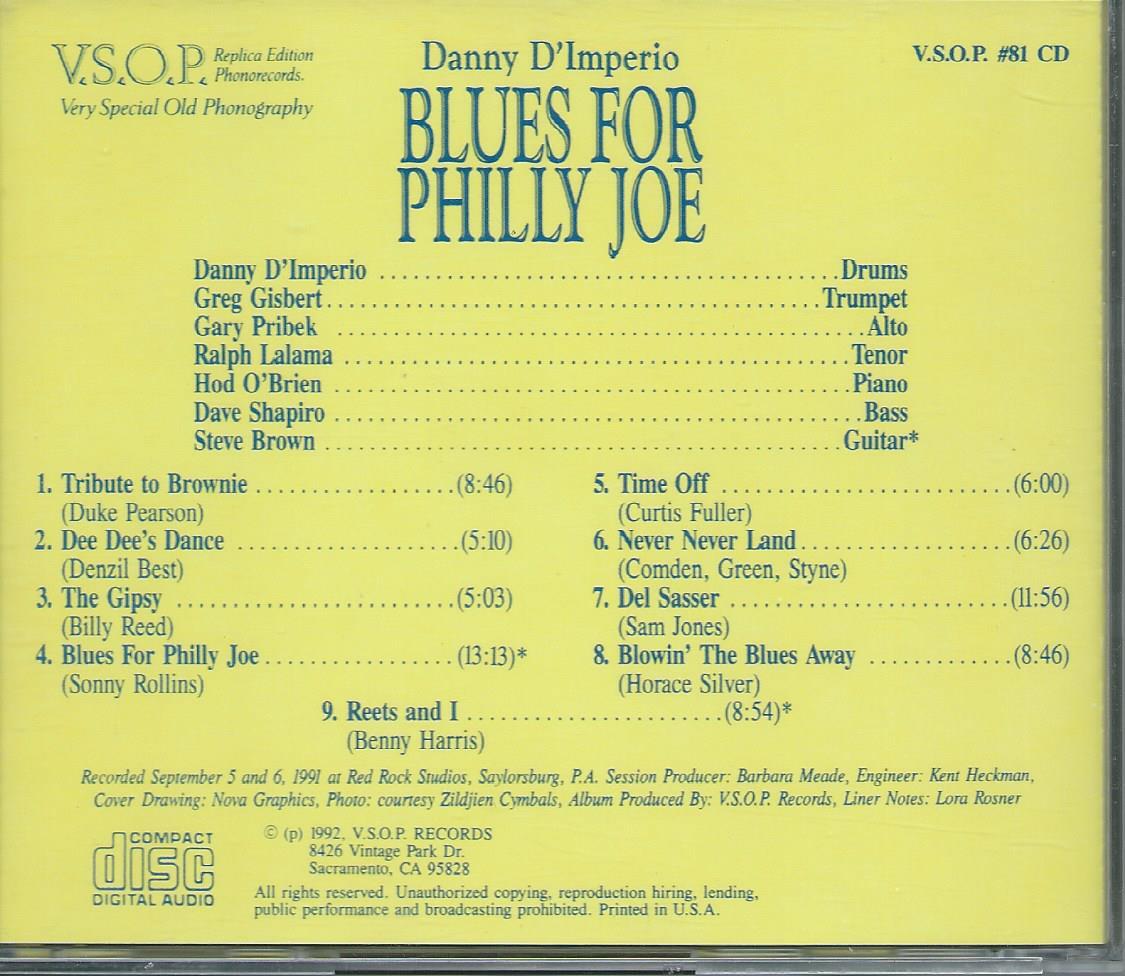 V.S.O.P. Replica Edition
Phonorecords.
Very Special Old Phonography
Danny D'Imperio
V.S.O.P. #81 CD
BLUES FOR
PHILLY JOE
Danny D'Imperio ........................................Drums
Greg Gisbert............................................Trumpet
Gary Pribek ..............................................Alto
Ralph Lalama ............................................Tenor
Hod O'Brien .............................................Piano
Dave Shapiro ..............................................Bass
Steve Brown .............................................Guitar*
1. Tribute to Brownie ..................(8:46)
(Duke Pearson)
2. Dee Dee's Dance ....................(5:10)
(Denzil Best)
3. The Gipsy .........................(5:03)
(Billy Reed)
4. Blues For Philly Joe.................(13:13)*
(Sonny Rollins)
5. Time Off ..........................(6:00)
(Curtis Fuller)
6. Never Never Land...................(6:26)
(Comden, Green, Styne)
7. Del Sasser .........................(11:56)
(Sam Jones)
8. Blowin' The Blues Away .............(8:46)
(Horace Silver)
9. Reets and I.......................(8:54)*
(Benny Harris)
Recorded September 5 and 6, 1991 at Red Rock Studios, Saylorsburg, P.A. Session Producer: Barbara Meade, Engineer: Kent Heckman,
Cover Drawing: Nova Graphics, Photo: courtesy Zildjien Cymbals, Album Produced By: V.S.O.P. Records, Liner Notes: Lora Rosner
COMPACT
disc
DIGITAL AUDIO
© (p) 1992, V.S.O.P. RECORDS
8426 Vintage Park Dr.
Sacramento, CA 95828
All rights reserved. Unauthorized copying, reproduction hiring, lending,
public performance and broadcasting prohibited. Printed in U.S.A.